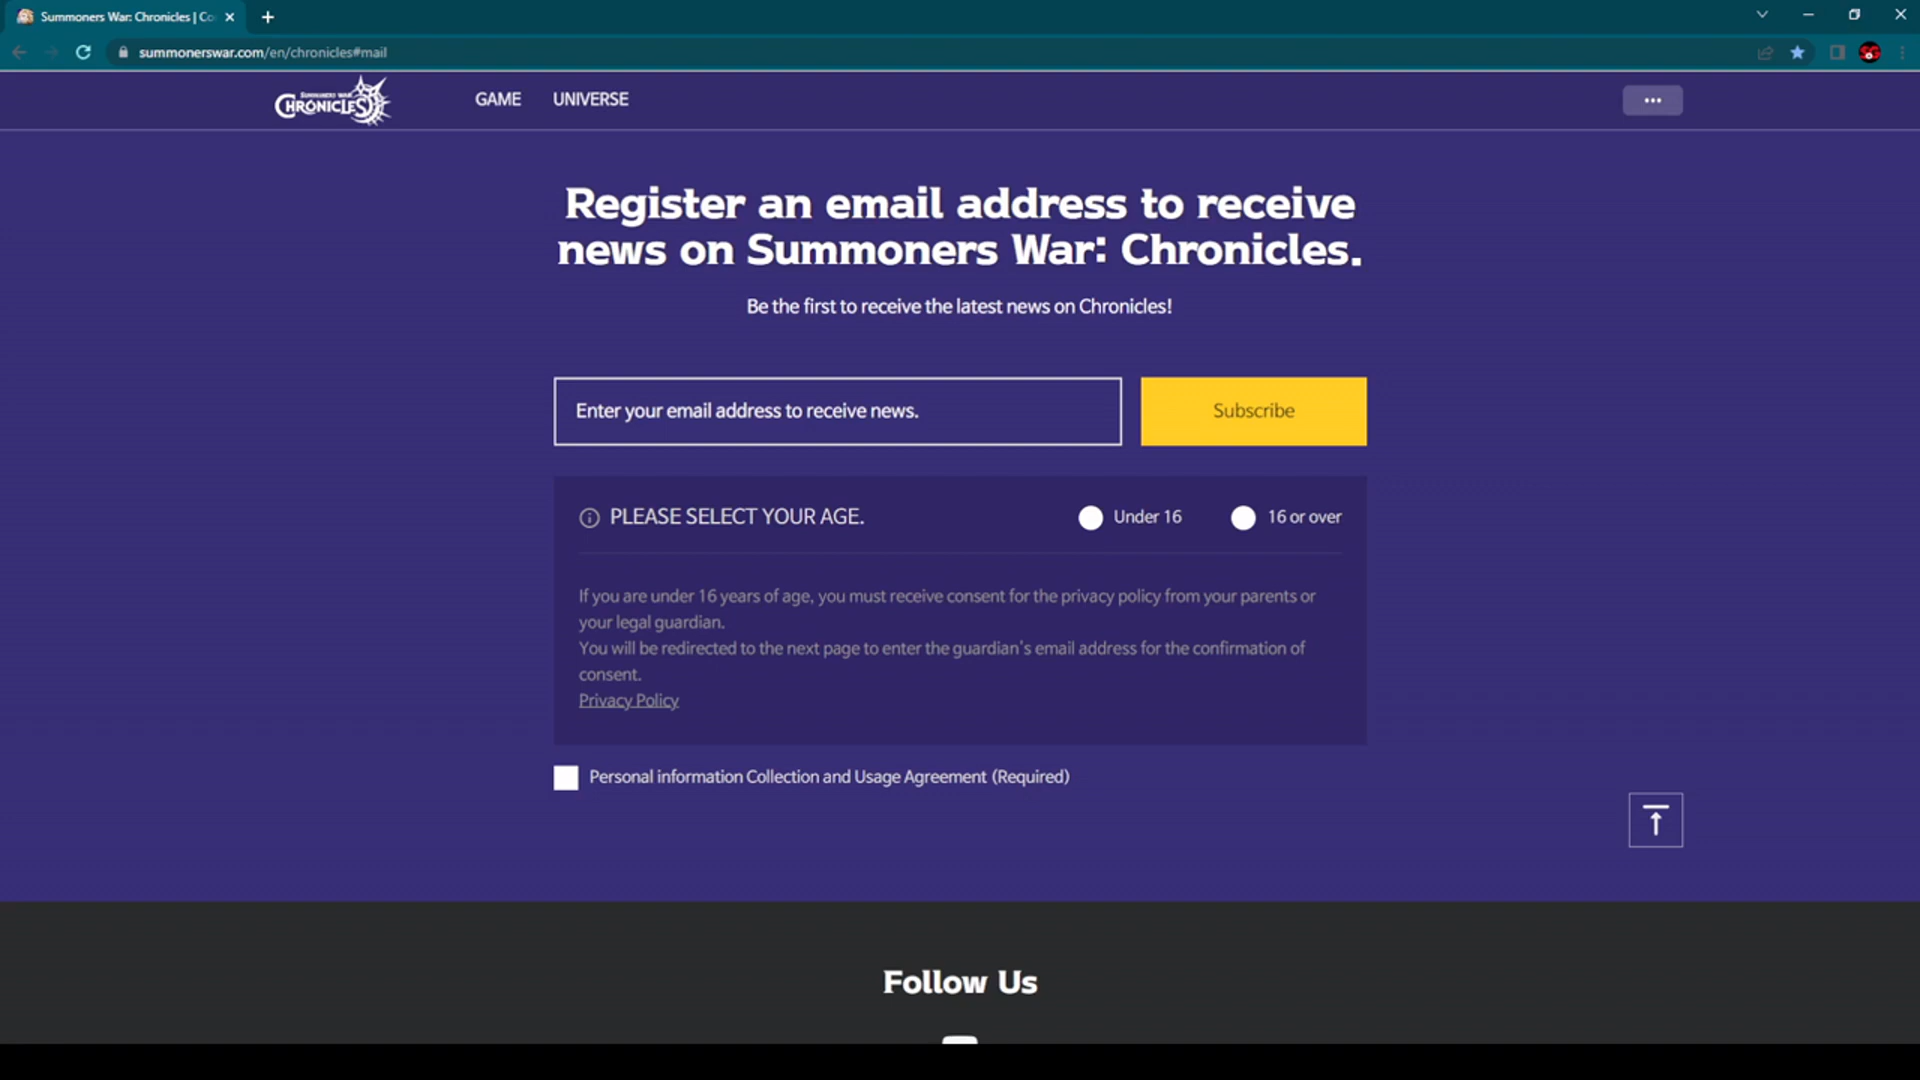 Summoners War: Chronicles | Co
summonerswar.com/en/chronicles#mail
SUMMONERS WAR
CHRONICLES
GAME
UNIVERSE
Register an email address to receive
news on Summoners War: Chronicles.
Be the first to receive the latest news on Chronicles!
Enter your email address to receive news.
Subscribe
PLEASE SELECT YOUR AGE.
Under 16
16 or over
If you are under 16 years of age, you must receive consent for the privacy policy from your parents or
your legal guardian.
You will be redirected to the next page to enter the guardian's email address for the confirmation of
consent.
Privacy Policy
Personal information Collection and Usage Agreement (Required)
Follow Us